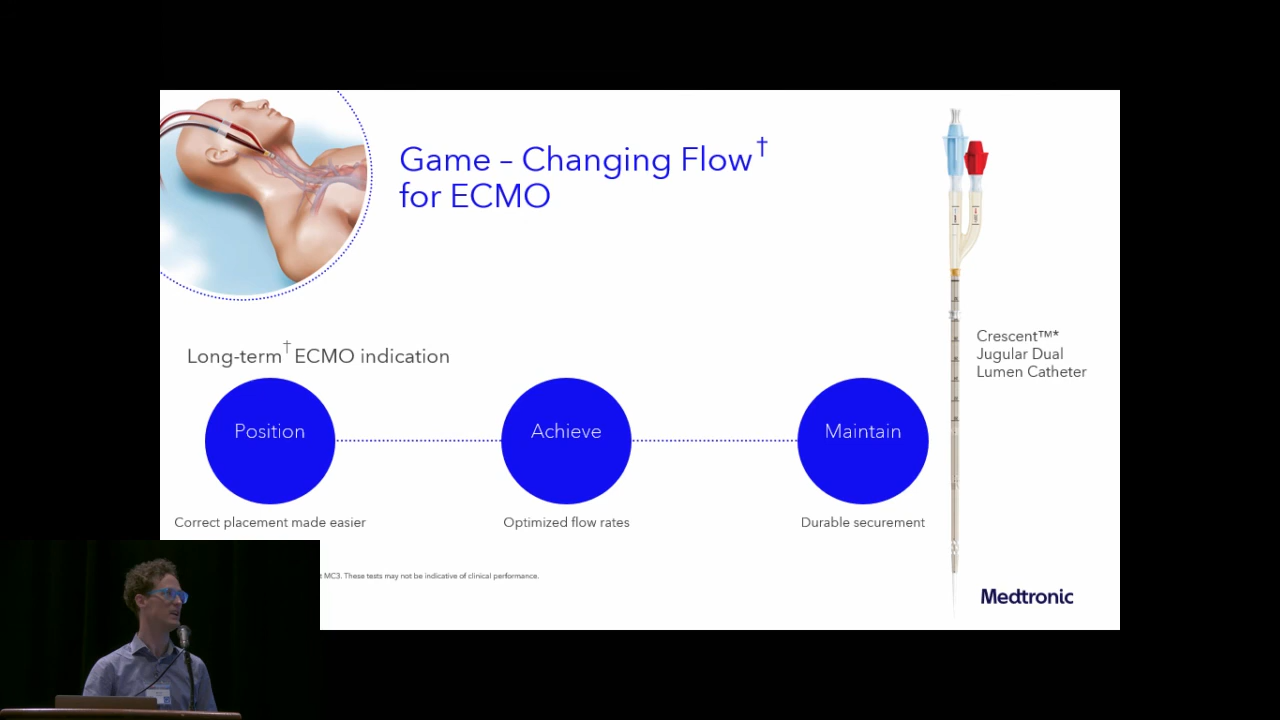 Game – Changing Flow†
for ECMO
Long-term† ECMO indication
Position
Achieve
Maintain
Correct placement made easier
Optimized flow rates
Durable securement
Crescent™*
Jugular Dual
Lumen Catheter
MC3. These tests may not be indicative of clinical performance.
Medtronic